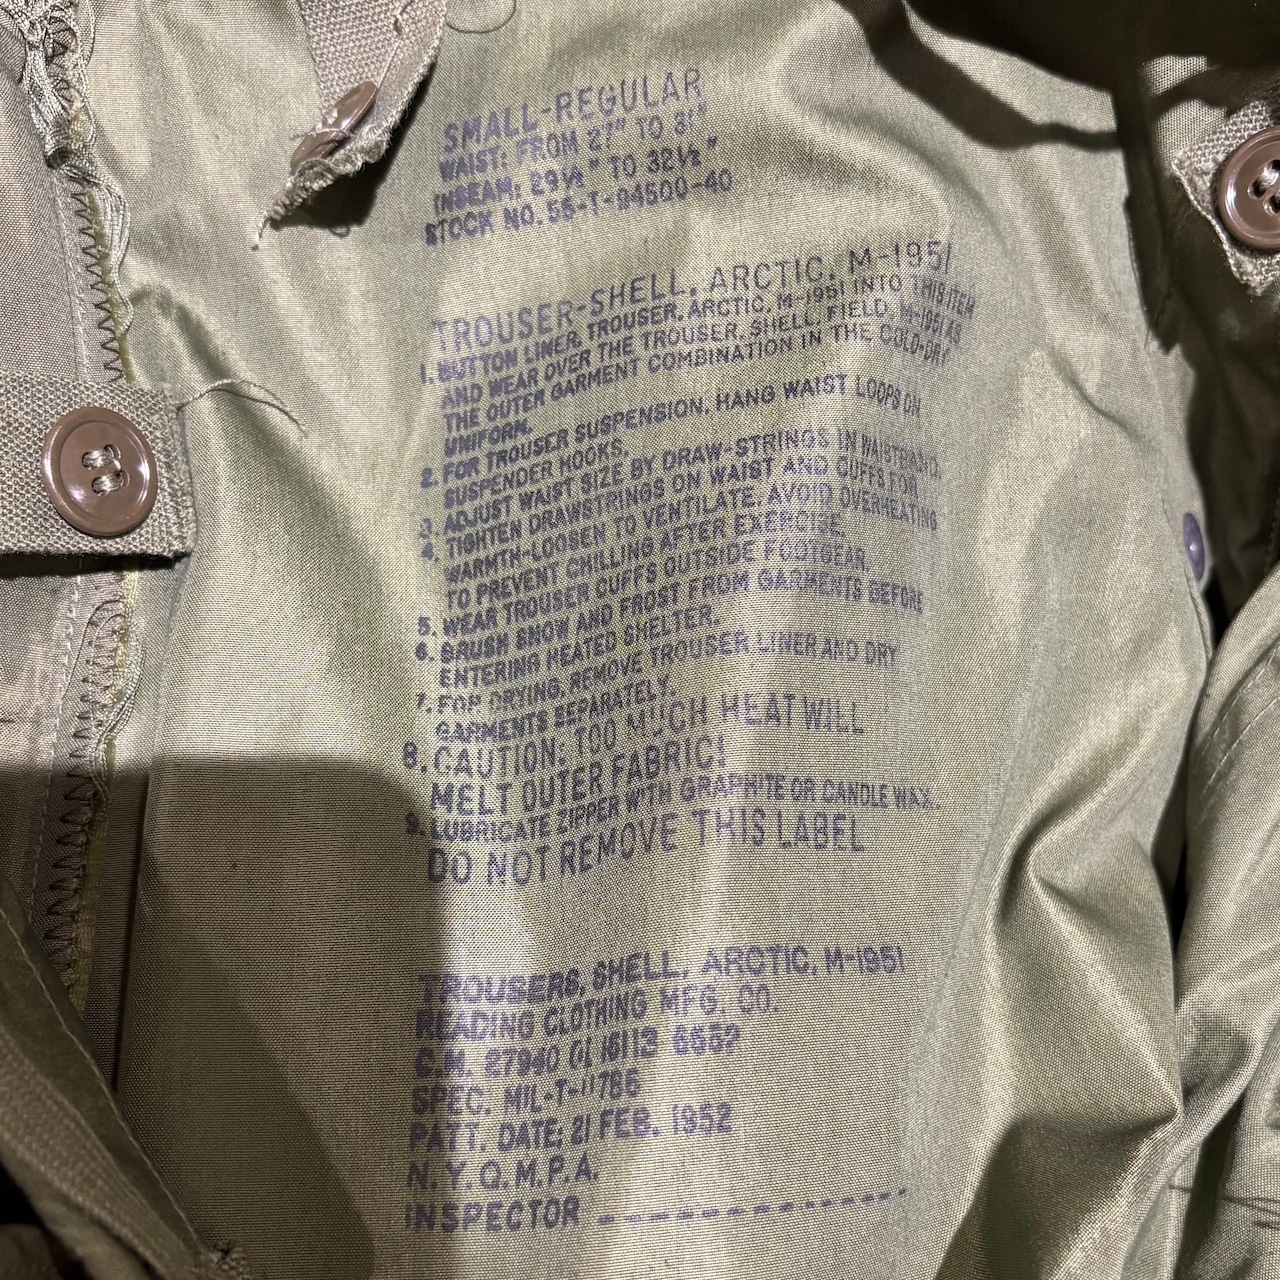 SMALL-REGULAR
WAIST: FROM 27" TO 31"
INSEAM, 29½" TO 32½"
STOCK NO. 55-T-94500-40
TROUSER-SHELL, ARCTIC, M-1951
1. BUTTON LINER, TROUSER, ARCTIC, M-1951 INTO THIS ITEM
AND WEAR OVER THE TROUSER, SHELL, FIELD, M-1951 AS
THE OUTER GARMENT COMBINATION IN THE COLD-DRY
UNIFORM.
2. FOR TROUSER SUSPENSION, HANG WAIST LOOPS ON
SUSPENDER HOOKS.
3. ADJUST WAIST SIZE BY DRAW-STRINGS IN WAISTBAND.
4. TIGHTEN DRAWSTRINGS ON WAIST AND CUFFS FOR
WARMTH-LOOSEN TO VENTILATE. AVOID OVERHEATING
TO PREVENT CHILLING AFTER EXERCISE.
5. WEAR TROUSER CUFFS OUTSIDE FOOTGEAR.
6. BRUSH SNOW AND FROST FROM GARMENTS BEFORE
ENTERING HEATED SHELTER.
7. FOR DRYING, REMOVE TROUSER LINER AND DRY
GARMENTS SEPARATELY.
8. CAUTION: TOO MUCH HEAT WILL
MELT OUTER FABRIC!
9. LUBRICATE ZIPPER WITH GRAPHITE OR CANDLE WAX.
DO NOT REMOVE THIS LABEL
TROUSERS, SHELL, ARCTIC, M-1951
READING CLOTHING MFG. CO.
C.M. 27940 OI 16113
SPEC. MIL-T-11786
PATT. DATE; 21 FEB. 1952
N.Y.Q.M.P.A.
INSPECTOR